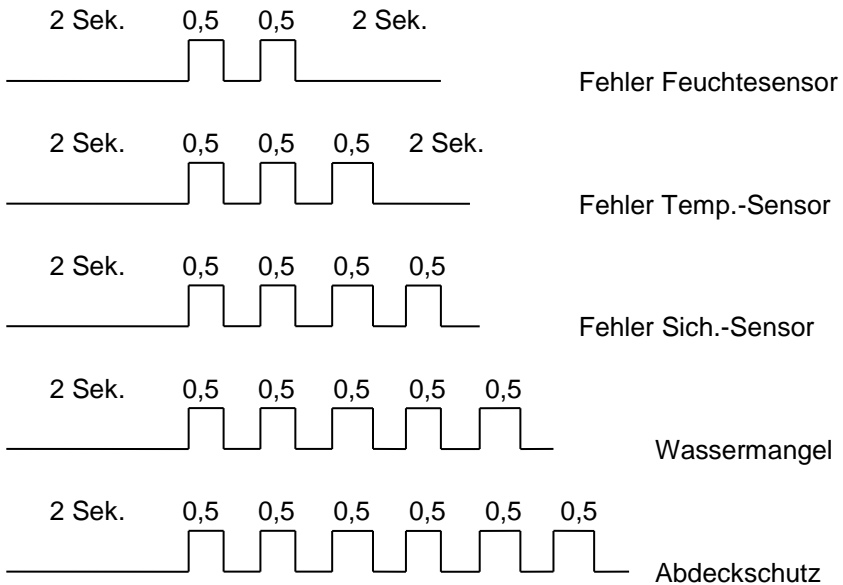 2 Sek. 0,5 0,5 2 Sek.
Fehler Feuchtesensor
2 Sek. 0,5 0,5 0,5 2 Sek.
Fehler Temp.-Sensor
2 Sek. 0,5 0,5 0,5 0,5
Fehler Sich.-Sensor
2 Sek. 0,5 0,5 0,5 0,5 0,5
Wassermangel
2 Sek. 0,5 0,5 0,5 0,5 0,5 0,5
Abdeckschutz